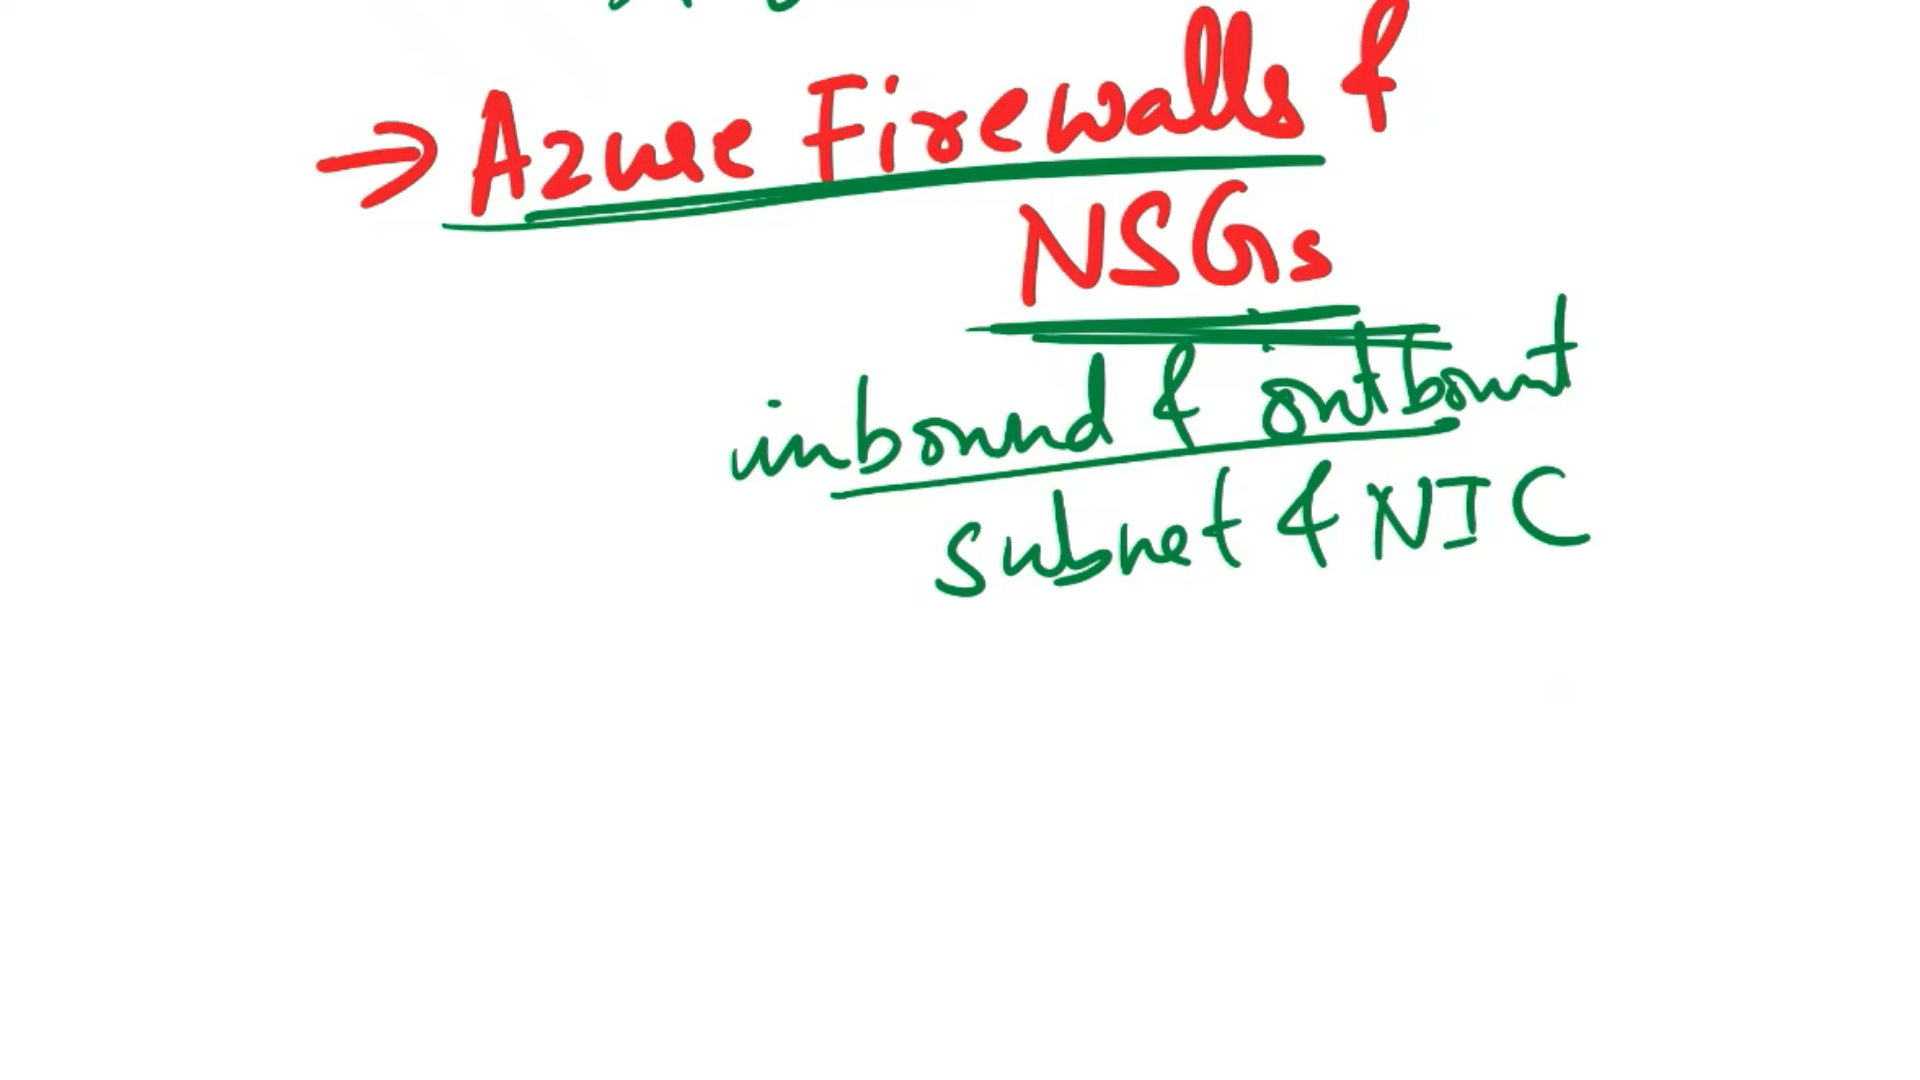 → Azure Firewalls &
NSGs
inbound & outbount
subnet & NIC